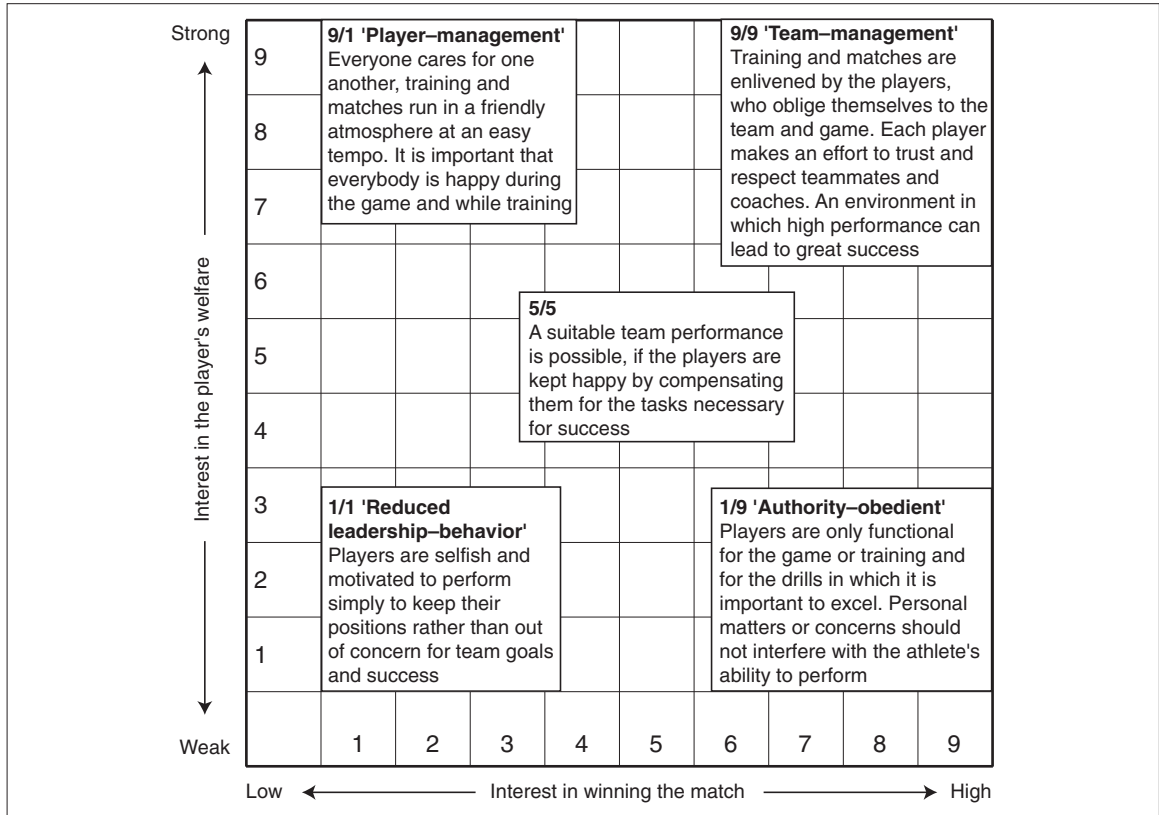 Strong
9
8
7
6
5
4
3
2
1
Weak
Interest in the player's welfare
9/1 'Player–management'
Everyone cares for one
another, training and
matches run in a friendly
atmosphere at an easy
tempo. It is important that
everybody is happy during
the game and while training
9/9 'Team–management'
Training and matches are
enlivened by the players,
who oblige themselves to the
team and game. Each player
makes an effort to trust and
respect teammates and
coaches. An environment in
which high performance can
lead to great success
5/5
A suitable team performance
is possible, if the players are
kept happy by compensating
them for the tasks necessary
for success
1/1 'Reduced
leadership–behavior'
Players are selfish and
motivated to perform
simply to keep their
positions rather than out
of concern for team goals
and success
1/9 'Authority–obedient'
Players are only functional
for the game or training and
for the drills in which it is
important to excel. Personal
matters or concerns should
not interfere with the athlete's
ability to perform
1 2 3 4 5 6 7 8 9
Low Interest in winning the match High